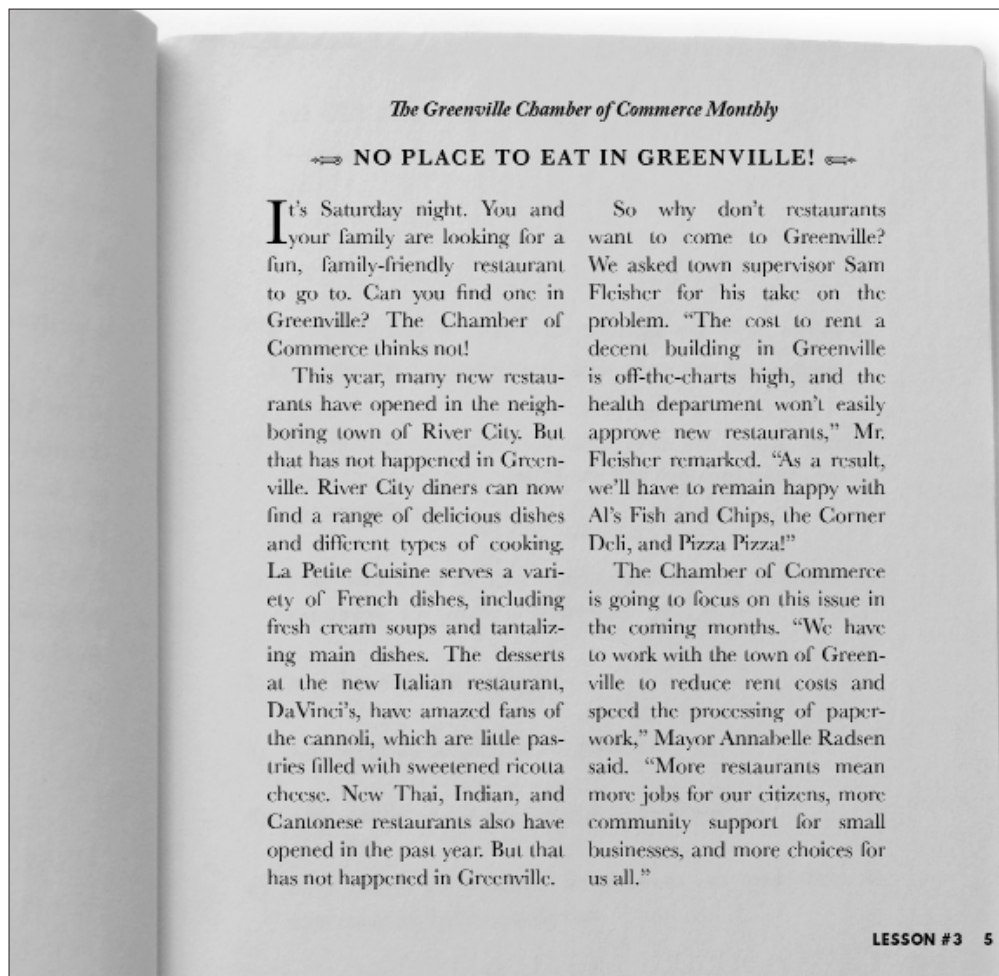 The Greenville Chamber of Commerce Monthly
NO PLACE TO EAT IN GREENVILLE!
It's Saturday night. You and
your family are looking for a
fun, family-friendly restaurant
to go to. Can you find one in
Greenville? The Chamber of
Commerce thinks not!
This year, many new restau-
rants have opened in the neigh-
boring town of River City. But
that has not happened in Green-
ville. River City diners can now
find a range of delicious dishes
and different types of cooking.
La Petite Cuisine serves a vari-
ety of French dishes, including
fresh cream soups and tantaliz-
ing main dishes. The desserts
at the new Italian restaurant,
DaVinci's, have amazed fans of
the cannoli, which are little pas-
tries filled with sweetened ricotta
cheese. New Thai, Indian, and
Cantonese restaurants also have
opened in the past year. But that
has not happened in Greenville.
So why don't restaurants
want to come to Greenville?
We asked town supervisor Sam
Fleisher for his take on the
problem. “The cost to rent a
decent building in Greenville
is off-the-charts high, and the
health department won't easily
approve new restaurants,” Mr.
Fleisher remarked. “As a result,
we'll have to remain happy with
Al's Fish and Chips, the Corner
Deli, and Pizza Pizza!”
The Chamber of Commerce
is going to focus on this issue in
the coming months. “We have
to work with the town of Green-
ville to reduce rent costs and
speed the processing of paper-
work,” Mayor Annabelle Radsen
said. “More restaurants mean
more jobs for our citizens, more
community support for small
businesses, and more choices for
us all.”
LESSON #3 5